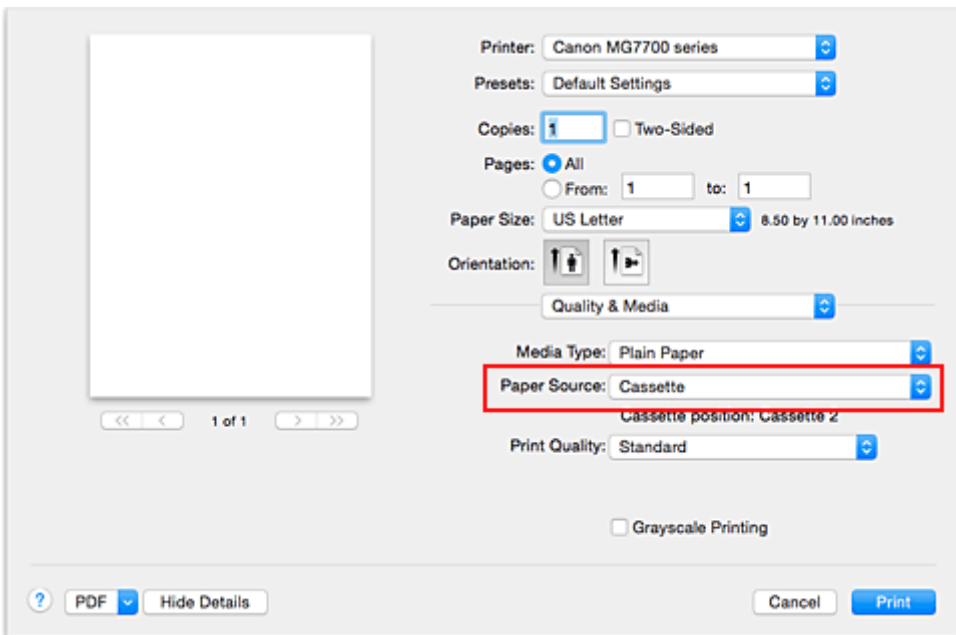 Printer: Canon MG7700 series
Presets: Default Settings
Copies: 1 Two-Sided
Pages: All
From: 1 to: 1
Paper Size: US Letter 8.50 by 11.00 inches
Orientation:
Quality & Media
Media Type: Plain Paper
Paper Source: Cassette
Cassette position: Cassette 2
<< < 1 of 1 > >>
Print Quality: Standard
Grayscale Printing
? PDF Hide Details Cancel Print